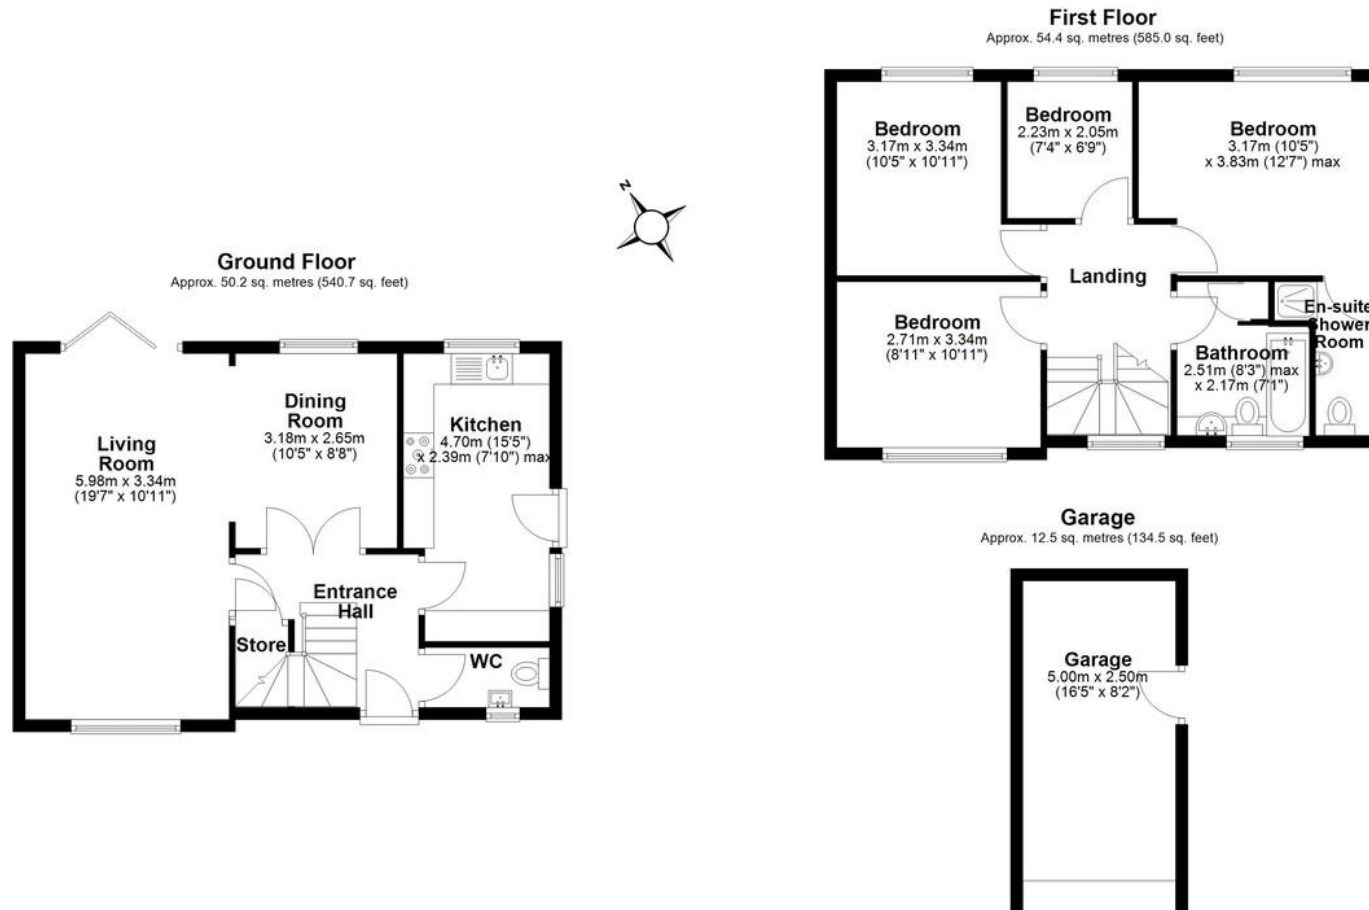 First Floor
Approx. 54.4 sq. metres (585.0 sq. feet)
Bedroom
3.17m x 3.34m
(10'5" x 10'11")
Bedroom
2.23m x 2.05m
(7'4" x 6'9")
Bedroom
3.17m (10'5")
x 3.83m (12'7") max
Landing
Bedroom
2.71m x 3.34m
(8'11" x 10'11")
Bathroom
2.51m (8'3") max
x 2.17m (7'1")
En-suite
Shower
Room
N
Ground Floor
Approx. 50.2 sq. metres (540.7 sq. feet)
Living
Room
5.98m x 3.34m
(19'7" x 10'11")
Dining
Room
3.18m x 2.65m
(10'5" x 8'8")
Kitchen
4.70m (15'5")
x 2.39m (7'10") max
Entrance
Hall
Store
WC
Garage
Approx. 12.5 sq. metres (134.5 sq. feet)
Garage
5.00m x 2.50m
(16'5" x 8'2")